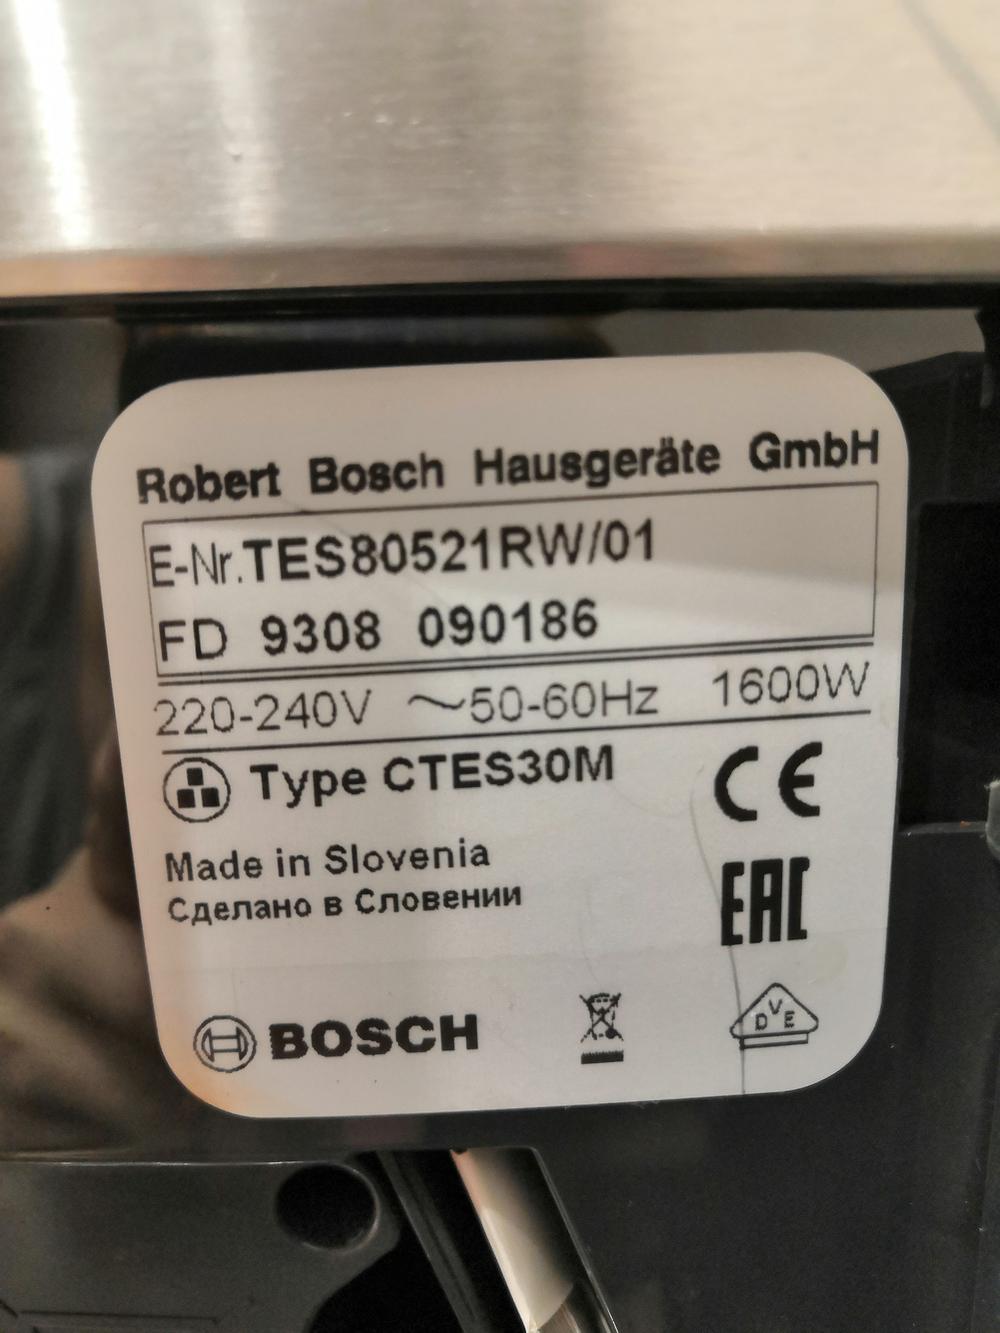 Robert Bosch Hausgeräte GmbH
E-Nr.TES80521RW/01
FD 9308 090186
220-240V ~50-60Hz 1600W
Type CTES30M
CE
Made in Slovenia
Сделано в Словении
EAC
BOSCH
DVE